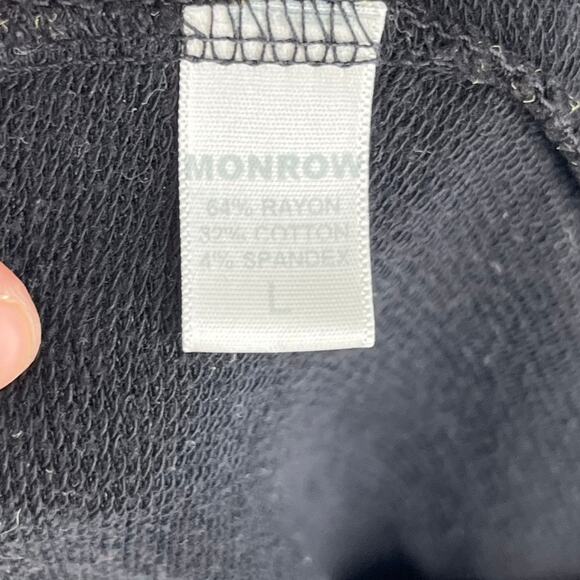 MONROW
64% RAYON
32% COTTON
4% SPANDEX
L